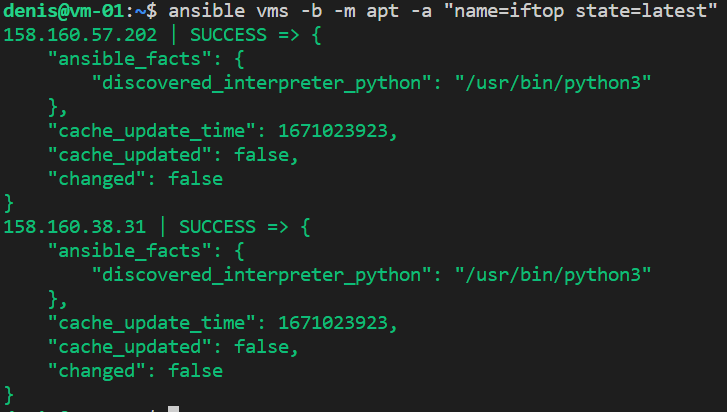 denis@vm-01:~$ ansible vms -b -m apt -a "name=iftop state=latest"
158.160.57.202 | SUCCESS => {
    "ansible_facts": {
        "discovered_interpreter_python": "/usr/bin/python3"
    },
    "cache_update_time": 1671023923,
    "cache_updated": false,
    "changed": false
}
158.160.38.31 | SUCCESS => {
    "ansible_facts": {
        "discovered_interpreter_python": "/usr/bin/python3"
    },
    "cache_update_time": 1671023923,
    "cache_updated": false,
    "changed": false
}